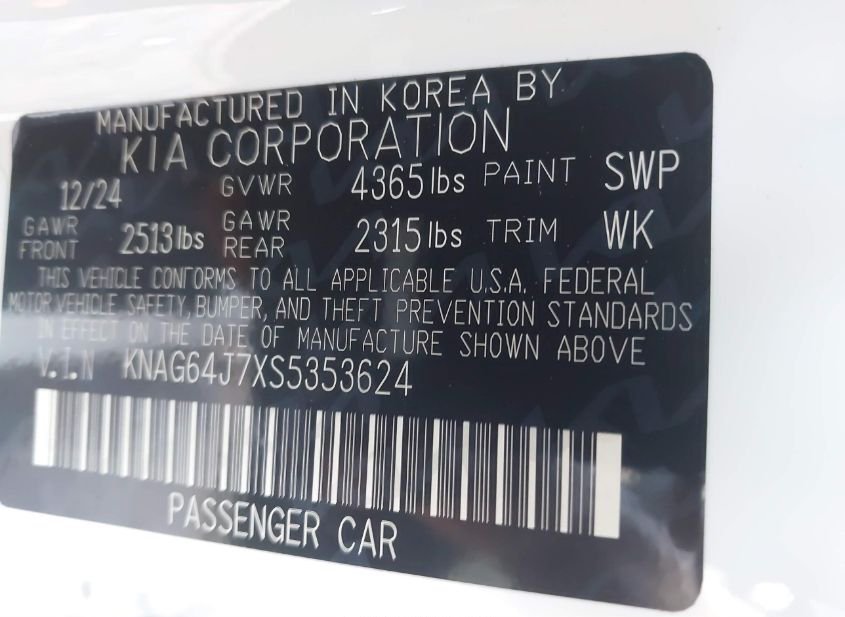 MANUFACTURED IN KOREA BY
KIA CORPORATION
12/24 GVWR 4365 lbs PAINT SWP
GAWR FRONT 2513 lbs GAWR REAR 2315 lbs TRIM WK
THIS VEHICLE CONFORMS TO ALL APPLICABLE U.S.A. FEDERAL
MOTOR VEHICLE SAFETY, BUMPER, AND THEFT PREVENTION STANDARDS
IN EFFECT ON THE DATE OF MANUFACTURE SHOWN ABOVE
V.I.N KNAG64J7XS5353624
PASSENGER CAR